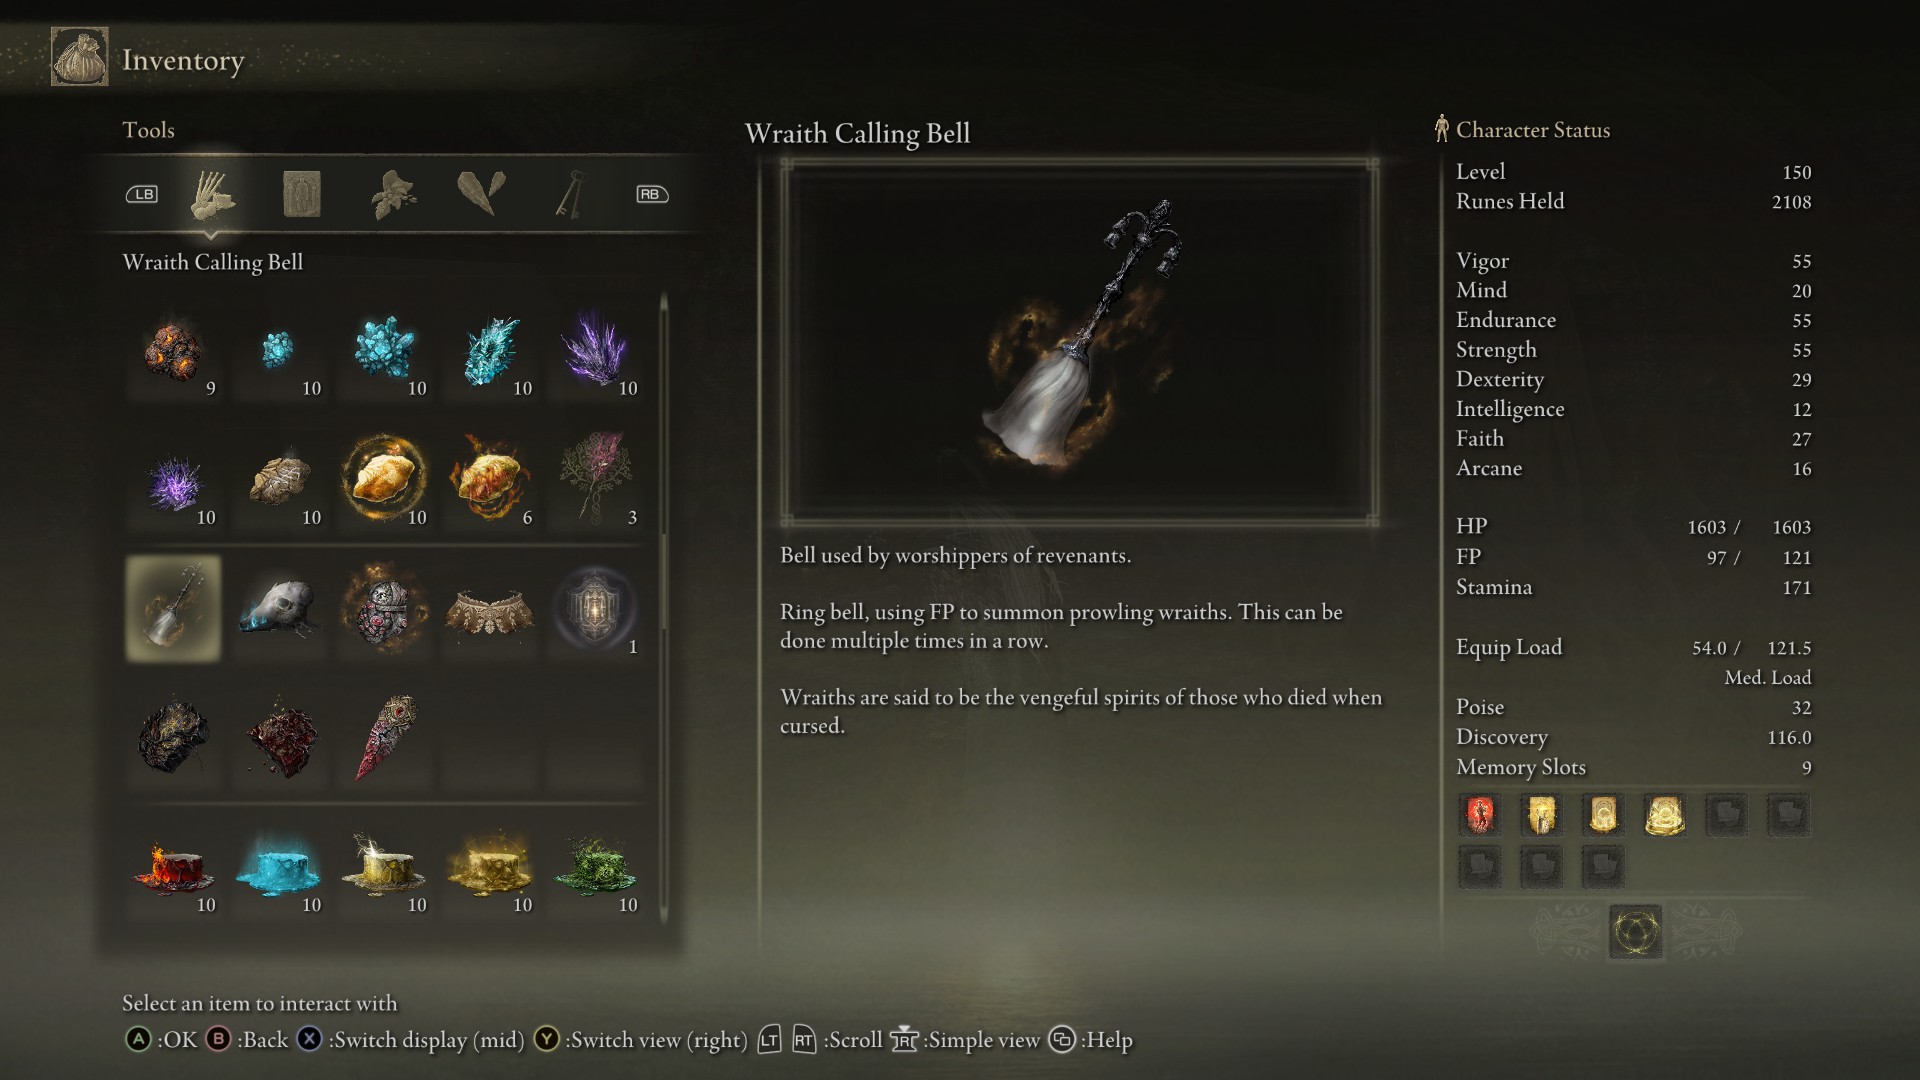 Inventory
Tools
LB
RB
Wraith Calling Bell
9
10
10
10
10
10
10
10
6
3
1
10
10
10
10
10
Wraith Calling Bell
Bell used by worshippers of revenants.
Ring bell, using FP to summon prowling wraiths. This can be
done multiple times in a row.
Wraiths are said to be the vengeful spirits of those who died when
cursed.
Character Status
Level 150
Runes Held 2108
Vigor 55
Mind 20
Endurance 55
Strength 55
Dexterity 29
Intelligence 12
Faith 27
Arcane 16
HP 1603 / 1603
FP 97 / 121
Stamina 171
Equip Load 54.0 / 121.5
Med. Load
Poise 32
Discovery 116.0
Memory Slots 9
Select an item to interact with
A :OK B :Back X :Switch display (mid) Y :Switch view (right) LT RT :Scroll R :Simple view :Help